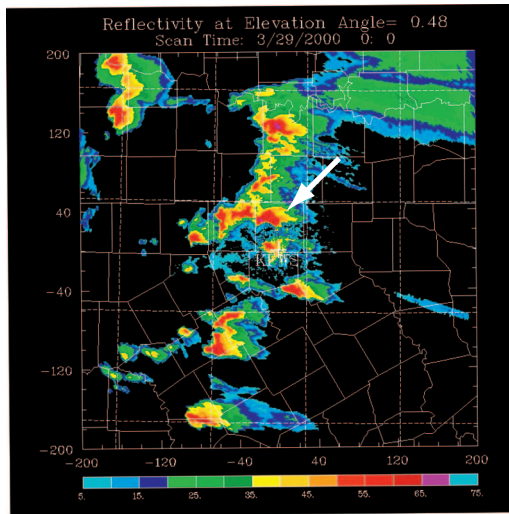 Reflectivity at Elevation Angle= 0.48
Scan Time: 3/29/2000 0: 0
200
120
40
-40
-120
-200
KFWS
-200 -120 -40 40 120 200
5. 15. 25. 35. 45. 55. 65. 75.